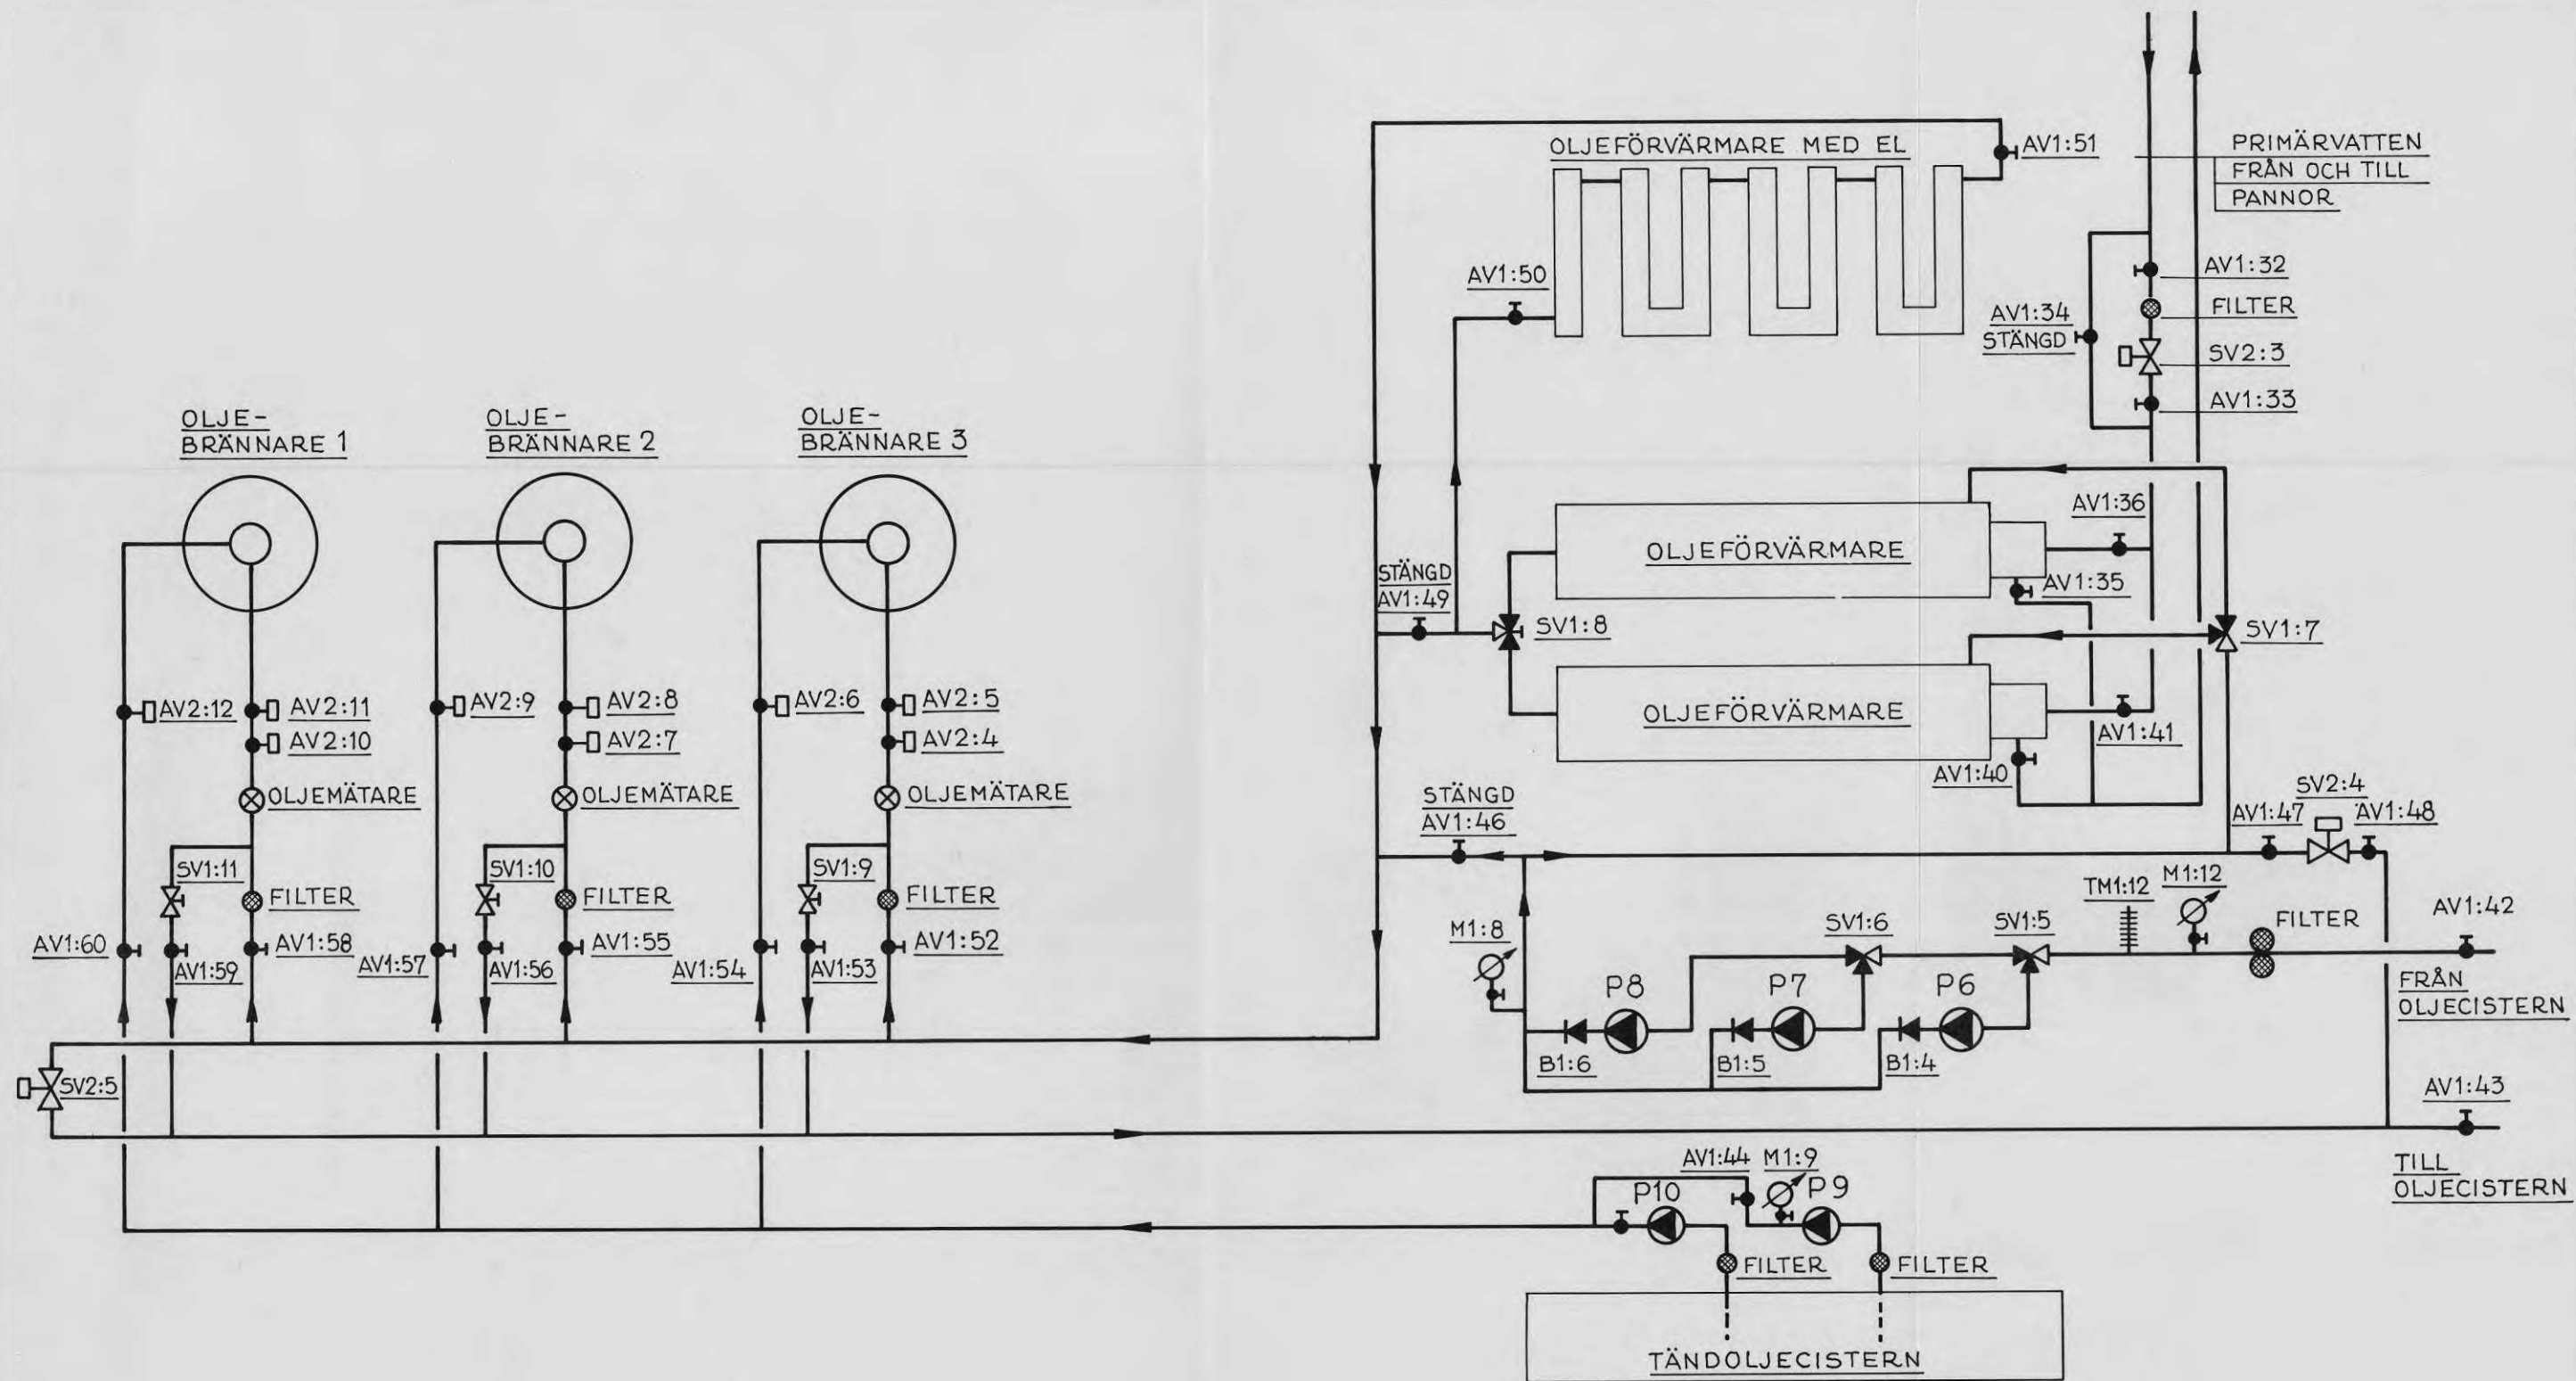 OLJEFÖRVÄRMARE MED EL
AV1:51
PRIMÄRVATTEN
FRÅN OCH TILL
PANNOR
AV1:50
AV1:32
FILTER
AV1:34
STÄNGD
SV2:3
AV1:33
OLJE-
BRÄNNARE 1
OLJE-
BRÄNNARE 2
OLJE-
BRÄNNARE 3
AV1:36
OLJEFÖRVÄRMARE
AV1:35
STÄNGD
AV1:49
SV1:8
SV1:7
OLJEFÖRVÄRMARE
AV1:41
AV1:40
AV2:12
AV2:11
AV2:10
AV2:9
AV2:8
AV2:7
AV2:6
AV2:5
AV2:4
OLJEMÄTARE
OLJEMÄTARE
OLJEMÄTARE
STÄNGD
AV1:46
SV2:4
AV1:47
AV1:48
SV1:11
FILTER
SV1:10
FILTER
SV1:9
FILTER
TM1:12
M1:12
FILTER
AV1:42
SV1:6
SV1:5
M1:8
AV1:60
AV1:59
AV1:58
AV1:57
AV1:56
AV1:55
AV1:54
AV1:53
AV1:52
P8
P7
P6
FRÅN
OLJECISTERN
B1:6
B1:5
B1:4
SV2:5
AV1:43
TILL
OLJECISTERN
AV1:44
M1:9
P10
P9
FILTER
FILTER
TÄNDOLJECISTERN